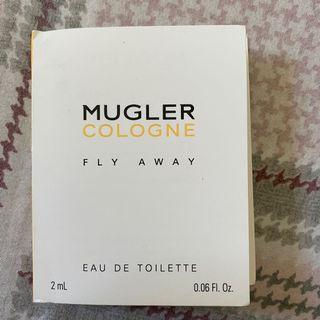 MUGLER
COLOGNE
FLY AWAY
EAU DE TOILETTE
2 mL 0.06 Fl. Oz.